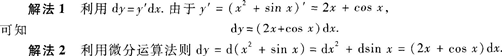 解法 1 利用 dy=y′dx. 由于 y′ = (x² + sin x)′ = 2x + cos x,
可知 dy=(2x+cos x)dx.
解法 2 利用微分运算法则 dy = d(x² + sin x) = dx² + dsin x = (2x + cos x)dx.